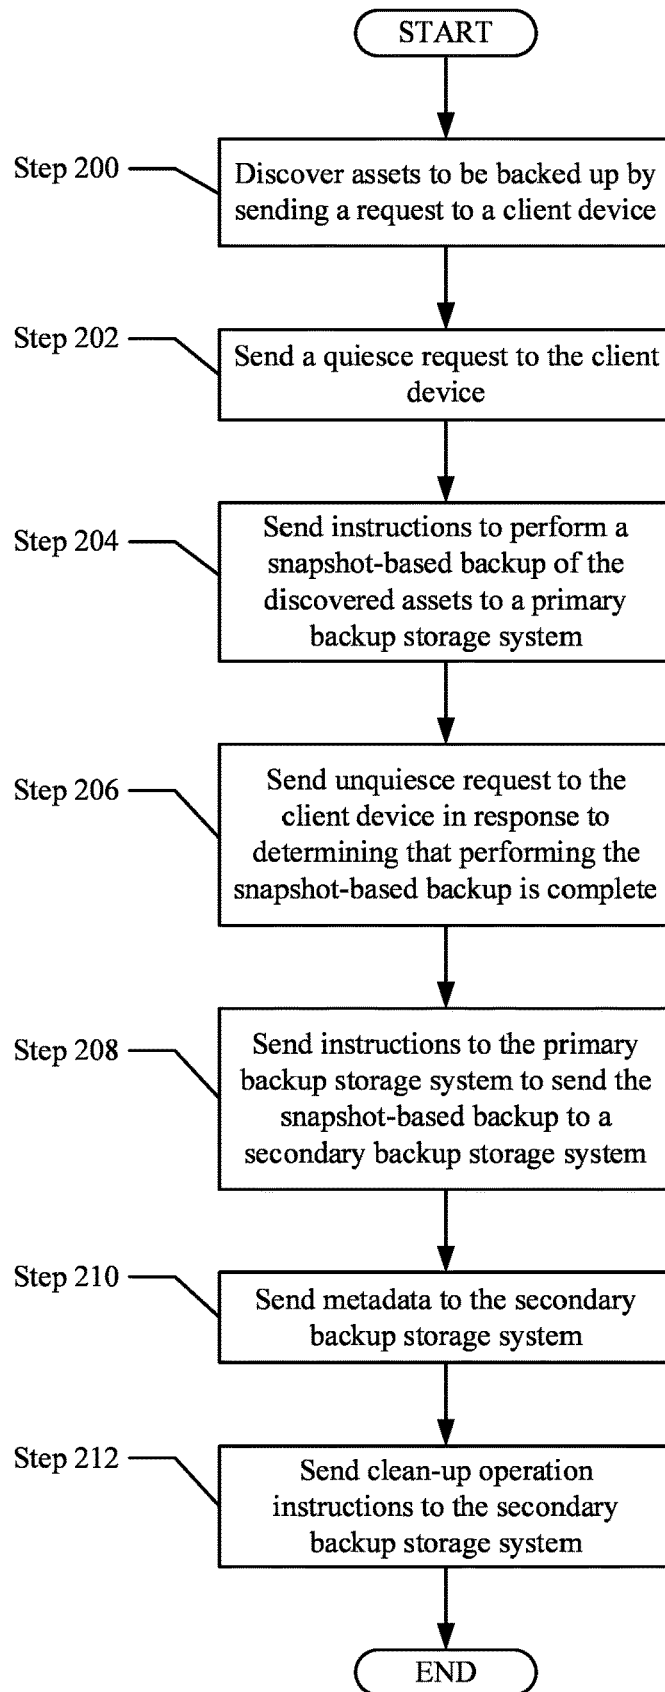 START
Step 200
Discover assets to be backed up by
sending a request to a client device
Step 202
Send a quiesce request to the client
device
Step 204
Send instructions to perform a
snapshot-based backup of the
discovered assets to a primary
backup storage system
Step 206
Send unquiesce request to the
client device in response to
determining that performing the
snapshot-based backup is complete
Step 208
Send instructions to the primary
backup storage system to send the
snapshot-based backup to a
secondary backup storage system
Step 210
Send metadata to the secondary
backup storage system
Step 212
Send clean-up operation
instructions to the secondary
backup storage system
END